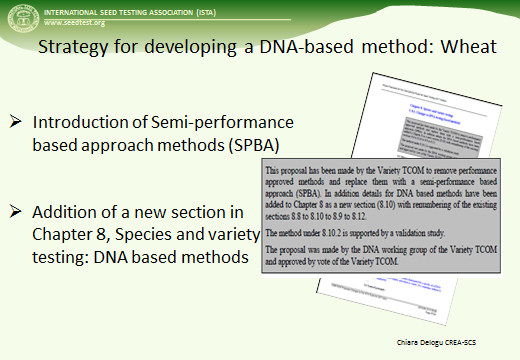 INTERNATIONAL SEED TESTING ASSOCIATION (ISTA)
www.seedtest.org
Strategy for developing a DNA-based method: Wheat
Introduction of Semi-performance
based approach methods (SPBA)
Addition of a new section in
Chapter 8, Species and variety
testing: DNA based methods
This proposal has been made by the Variety TCOM to remove performance
approved methods and replace them with a semi-performance based
approach (SPBA). In addition details for DNA based methods have been
added to Chapter 8 as a new section (8.10) with renumbering of the existing
sections 8.8 to 8.10 to 8.9 to 8.12.
The method under 8.10.2 is supported by a validation study.
The proposal was made by the DNA working group of the Variety TCOM
and approved by vote of the Variety TCOM.
Chiara Delogu CREA-SCS